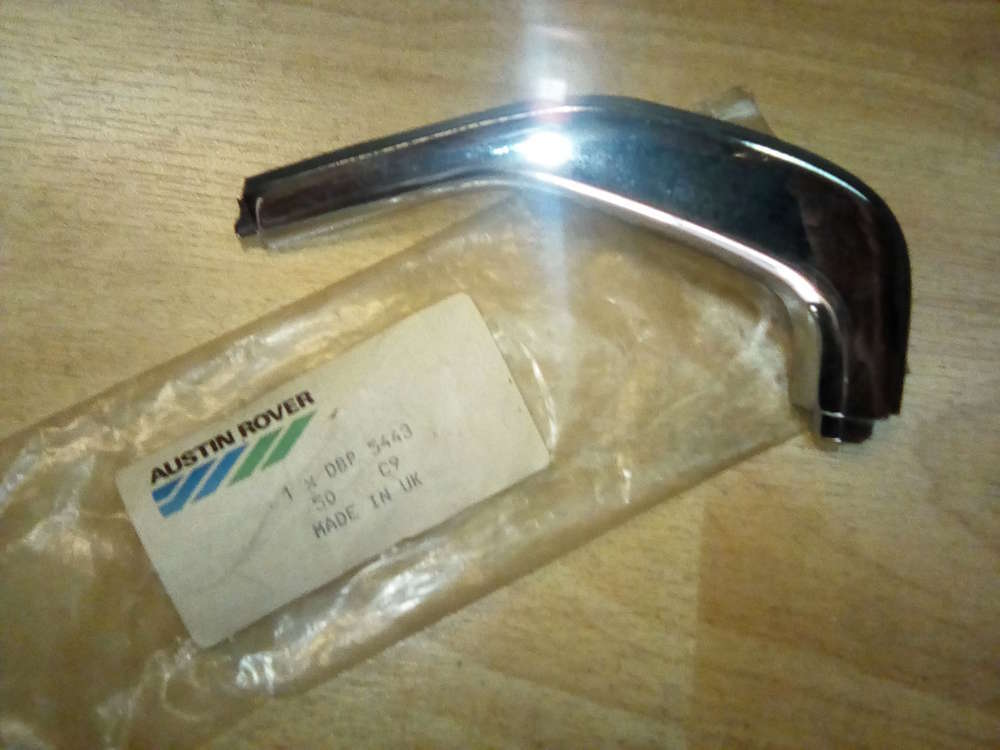 AUSTIN ROVER
1 x DBP 5443
50 C9
MADE IN UK